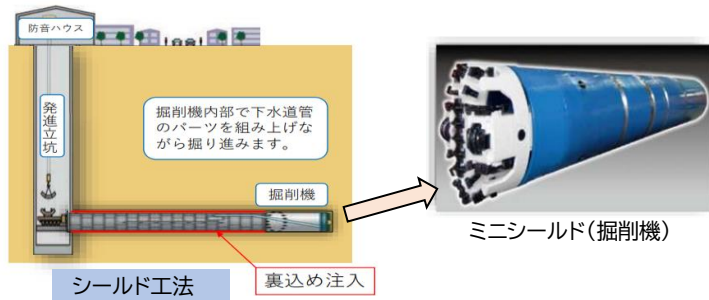 防音ハウス
発進立坑
掘削機内部で下水道管
のパーツを組み上げな
がら掘り進みます。
掘削機
裏込め注入
シールド工法
ミニシールド(掘削機)